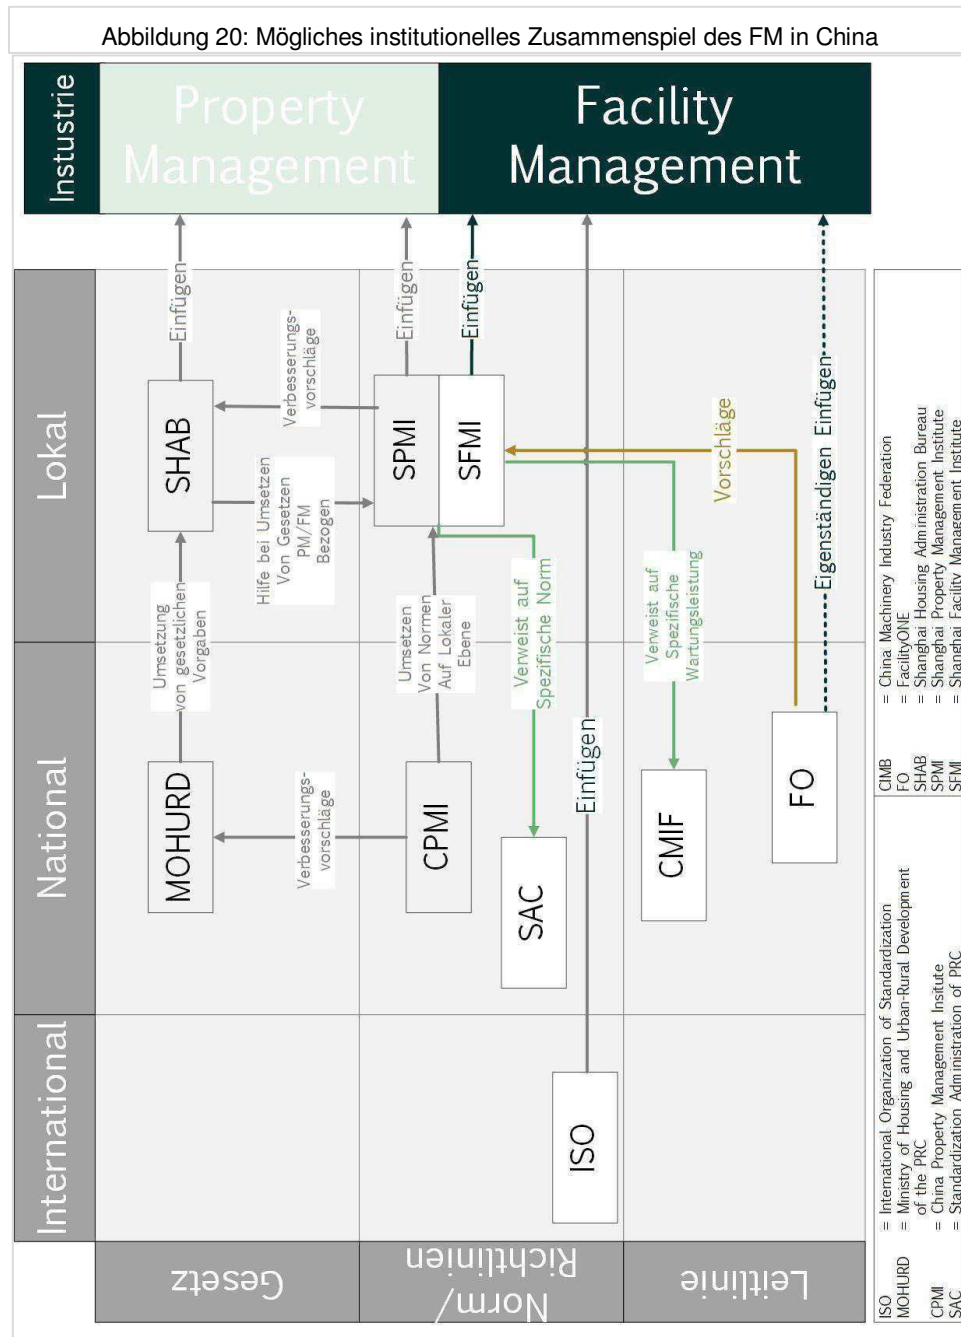 Abbildung 20: Mögliches institutionelles Zusammenspiel des FM in China
Instustrie
Property
Management
Facility
Management
Lokal
National
International
Gesetz
Norm/
Richtlinien
Leitlinie
Einfügen
Einfügen
Einfügen
SHAB
Verbesserungs-
vorschläge
SPMI
SFMI
Hilfe bei Umsetzen
Von Gesetzen
PM/FM
Bezogen
Vorschläge
Eigenständigen Einfügen
Umsetzung
von gesetzlichen
Vorgaben
Umsetzen
Von Normen
Auf Lokaler
Ebene
Verweist auf
Spezifische Norm
Verweist auf
Spezifische
Wartungsleistung
Einfügen
MOHURD
Verbesserungs-
vorschläge
CPMI
SAC
CMIF
FO
ISO
ISO = International Organization of Standardization
MOHURD = Ministry of Housing and Urban-Rural Development
of the PRC
CPMI = China Property Management Insitute
SAC = Standardization Administration of PRC
CIMB = China Machinery Industry Federation
FO = FacilityONE
SHAB = Shanghai Housing Administration Bureau
SPMI = Shanghai Property Management Institute
SFMI = Shanghai Facility Management Institute